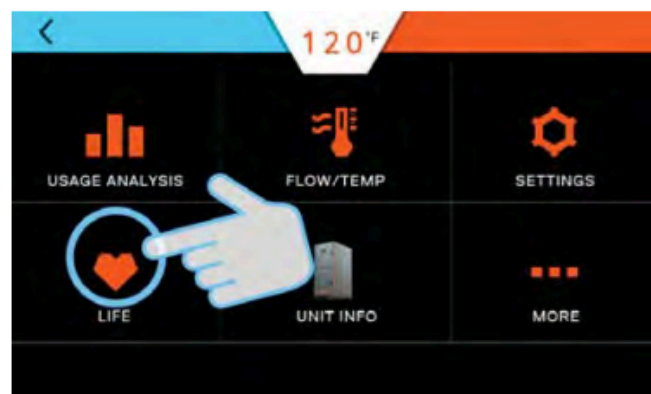 120°F
USAGE ANALYSIS
FLOW/TEMP
SETTINGS
LIFE
UNIT INFO
MORE